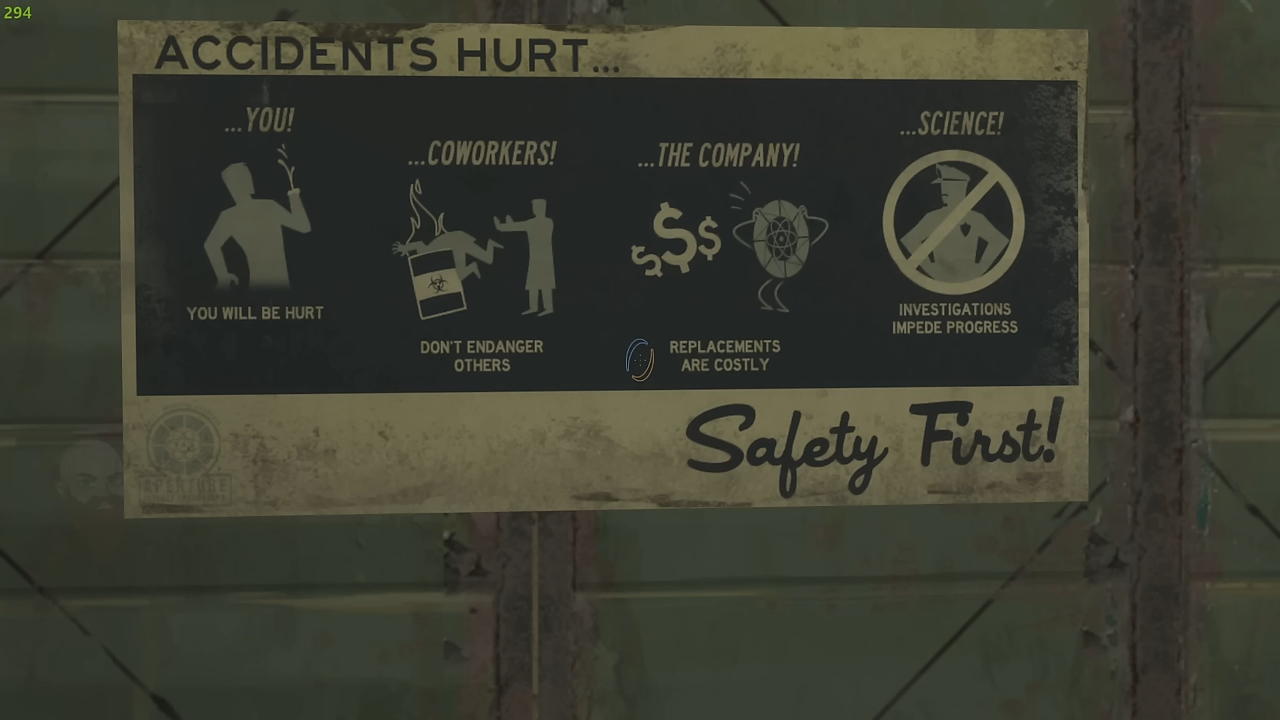 294
ACCIDENTS HURT...
...YOU!
YOU WILL BE HURT
...COWORKERS!
DON'T ENDANGER
OTHERS
...THE COMPANY!
$$$
REPLACEMENTS
ARE COSTLY
...SCIENCE!
INVESTIGATIONS
IMPEDE PROGRESS
Safety First!
APERTURE